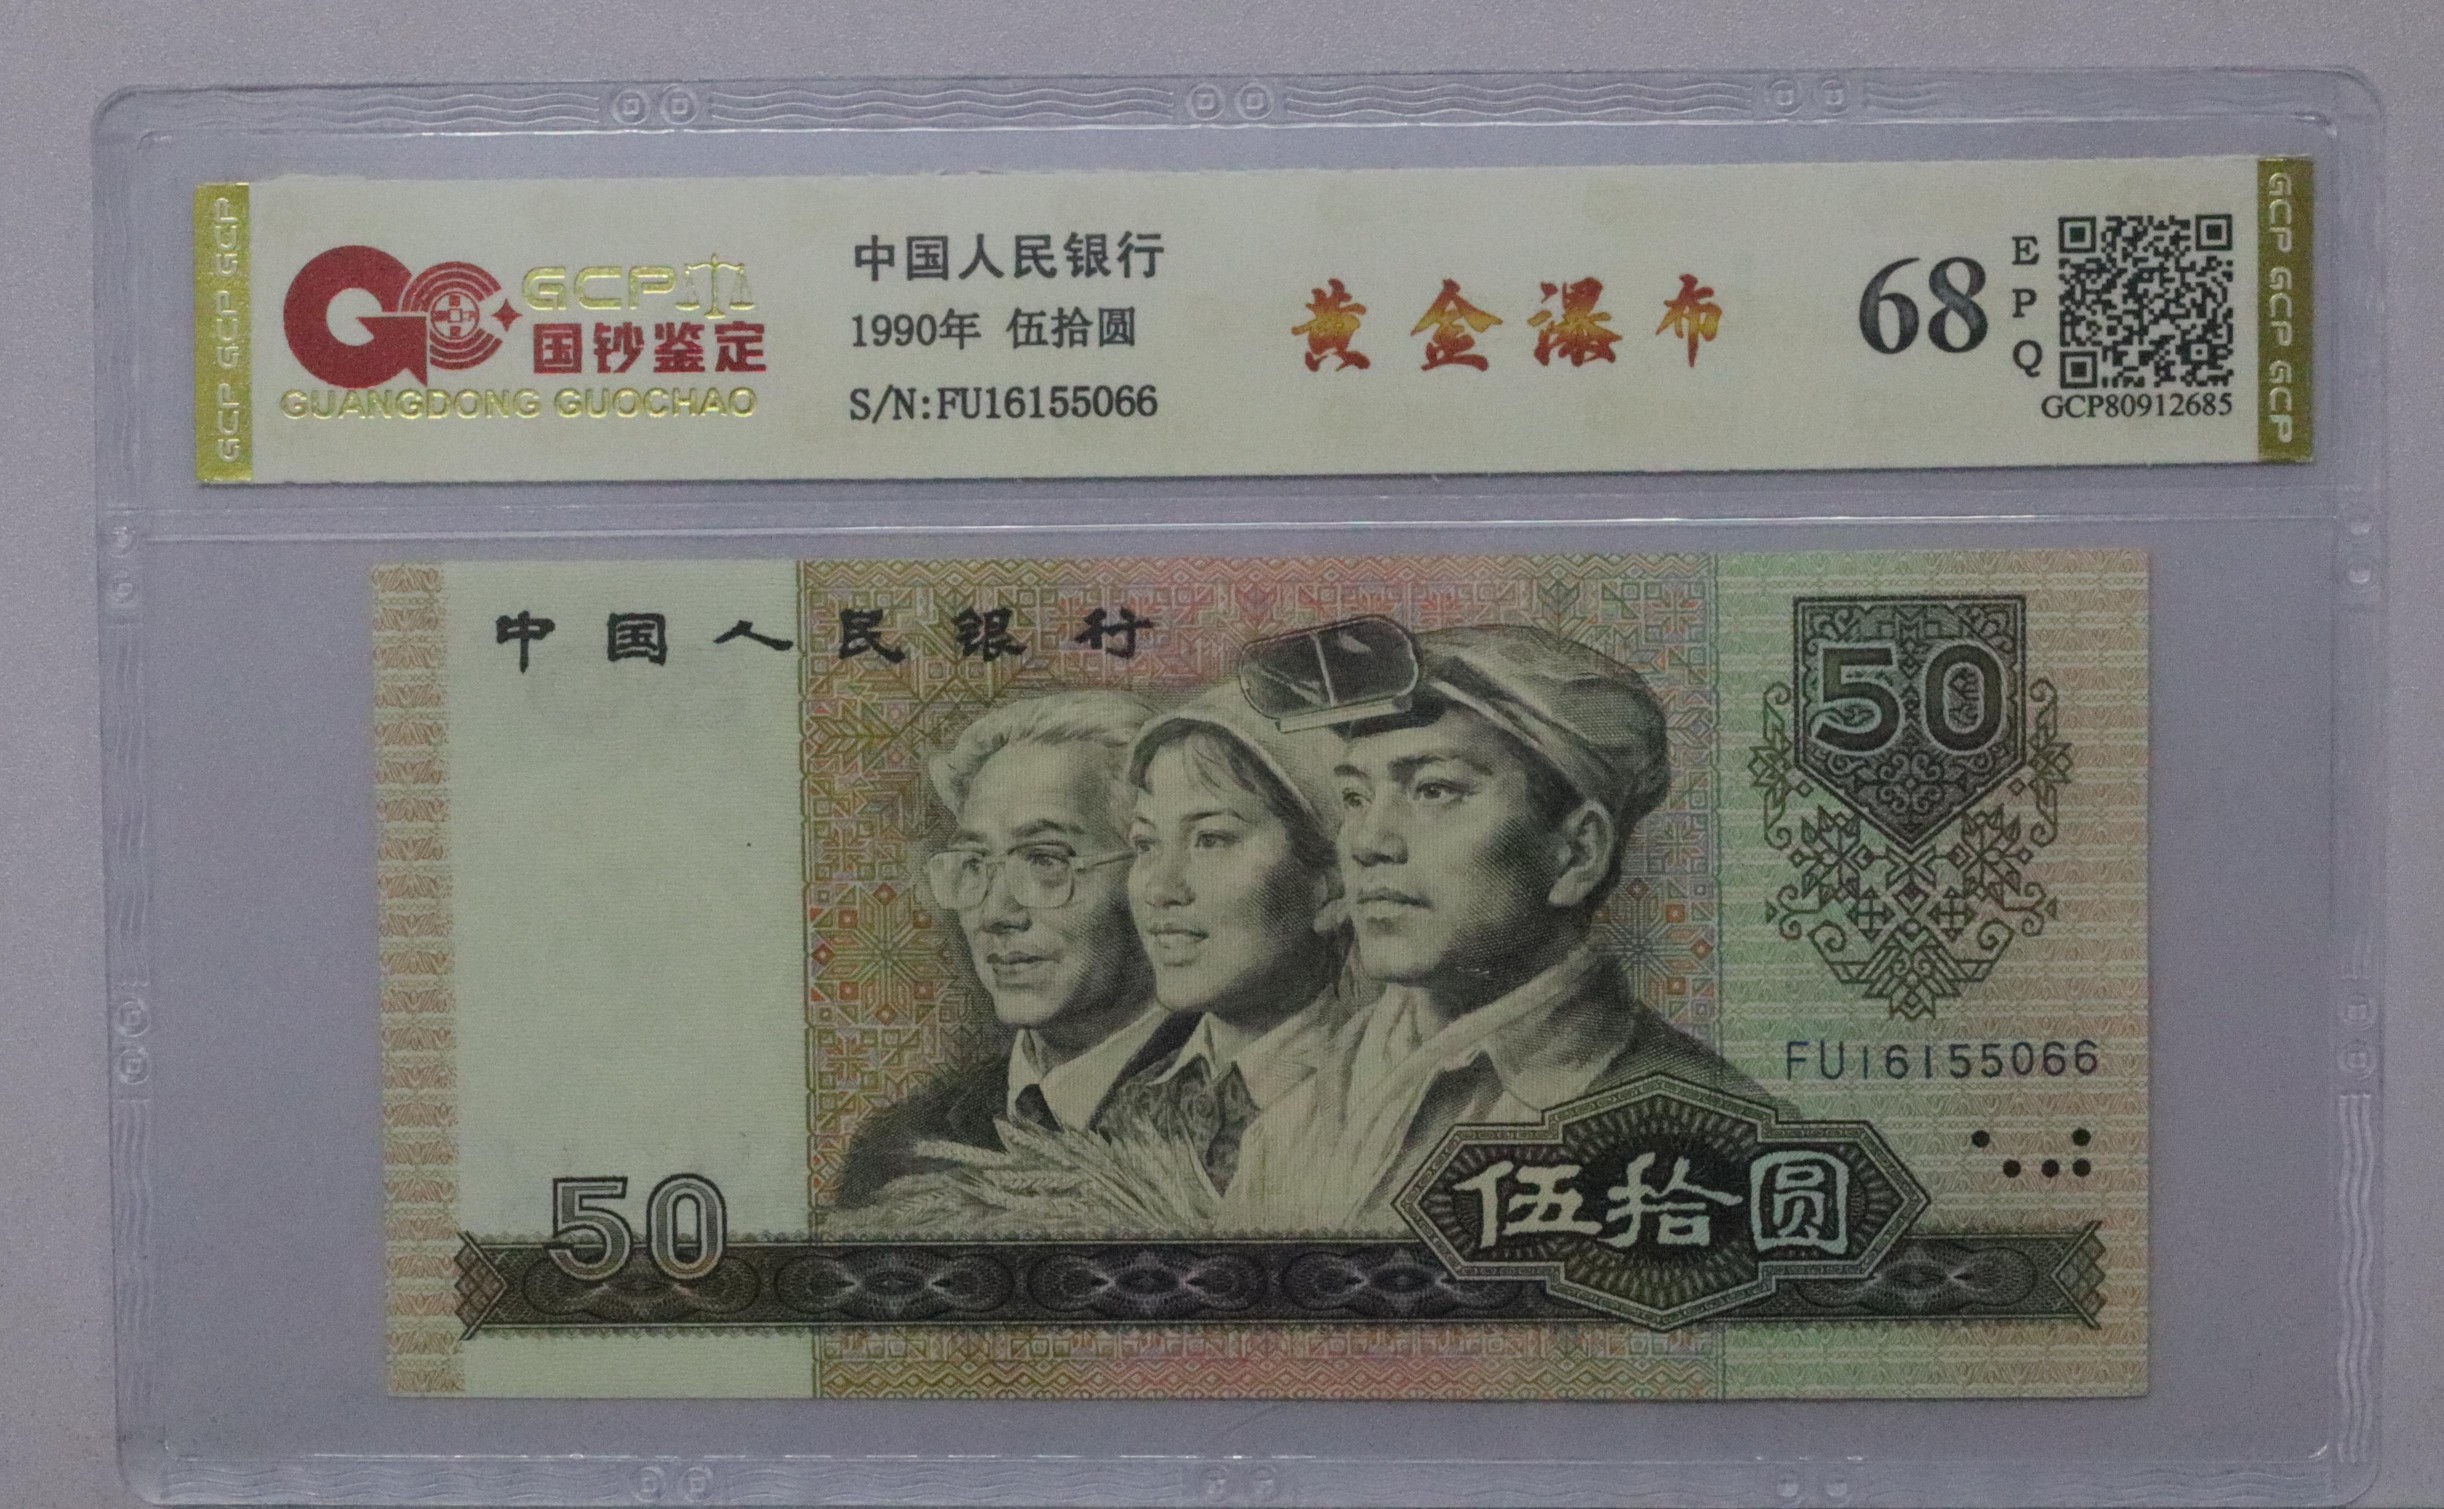 GCP GCP GCP
GCP
国钞鉴定
GUANGDONG GUOCHAO
中国人民银行
1990年 伍拾圆
S/N:FU16155066
黄金瀑布
68
EPQ
GCP80912685
GCP GCP GCP
中国人民银行
50
FU16155066
50
伍拾圆